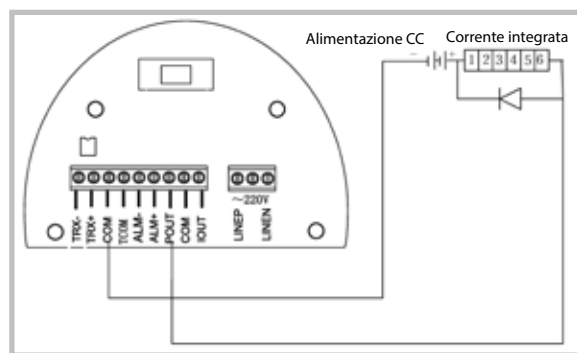 Alimentazione CC
Corrente integrata
- +
1 2 3 4 5 6
~220V
TRX- TRX+ COM TCOM ALM- ALM+ POUT COM IOUT
LINEP LINEN